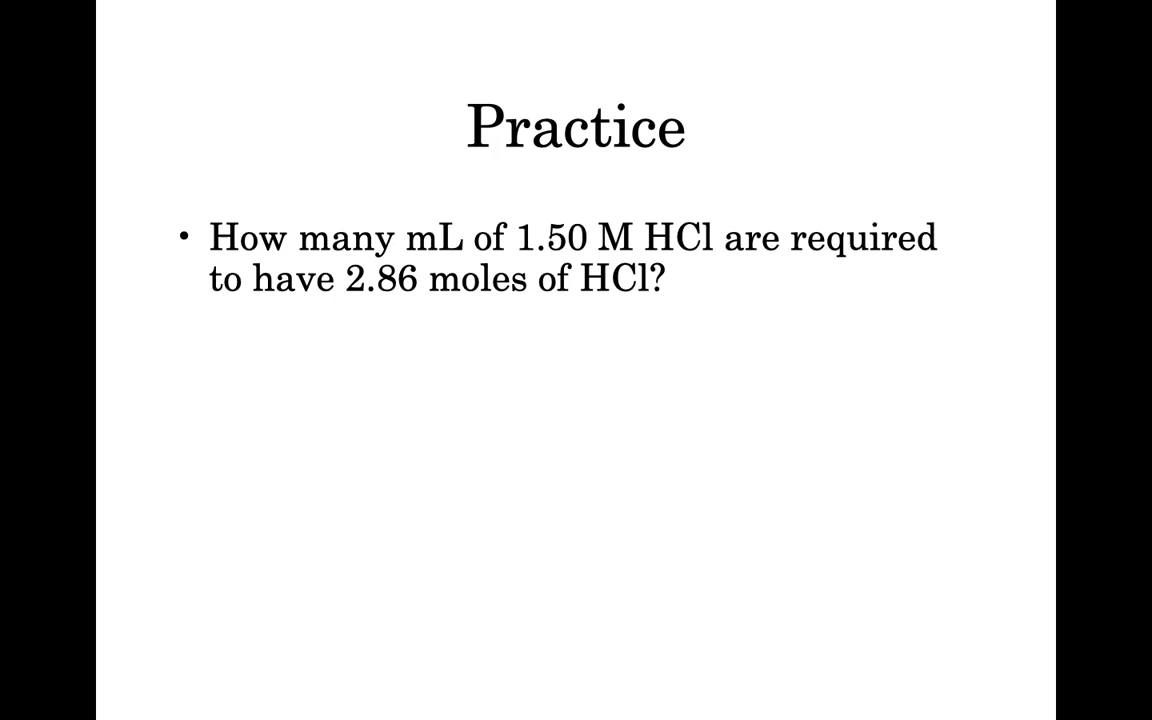 Practice
• How many mL of 1.50 M HCl are required
to have 2.86 moles of HCl?